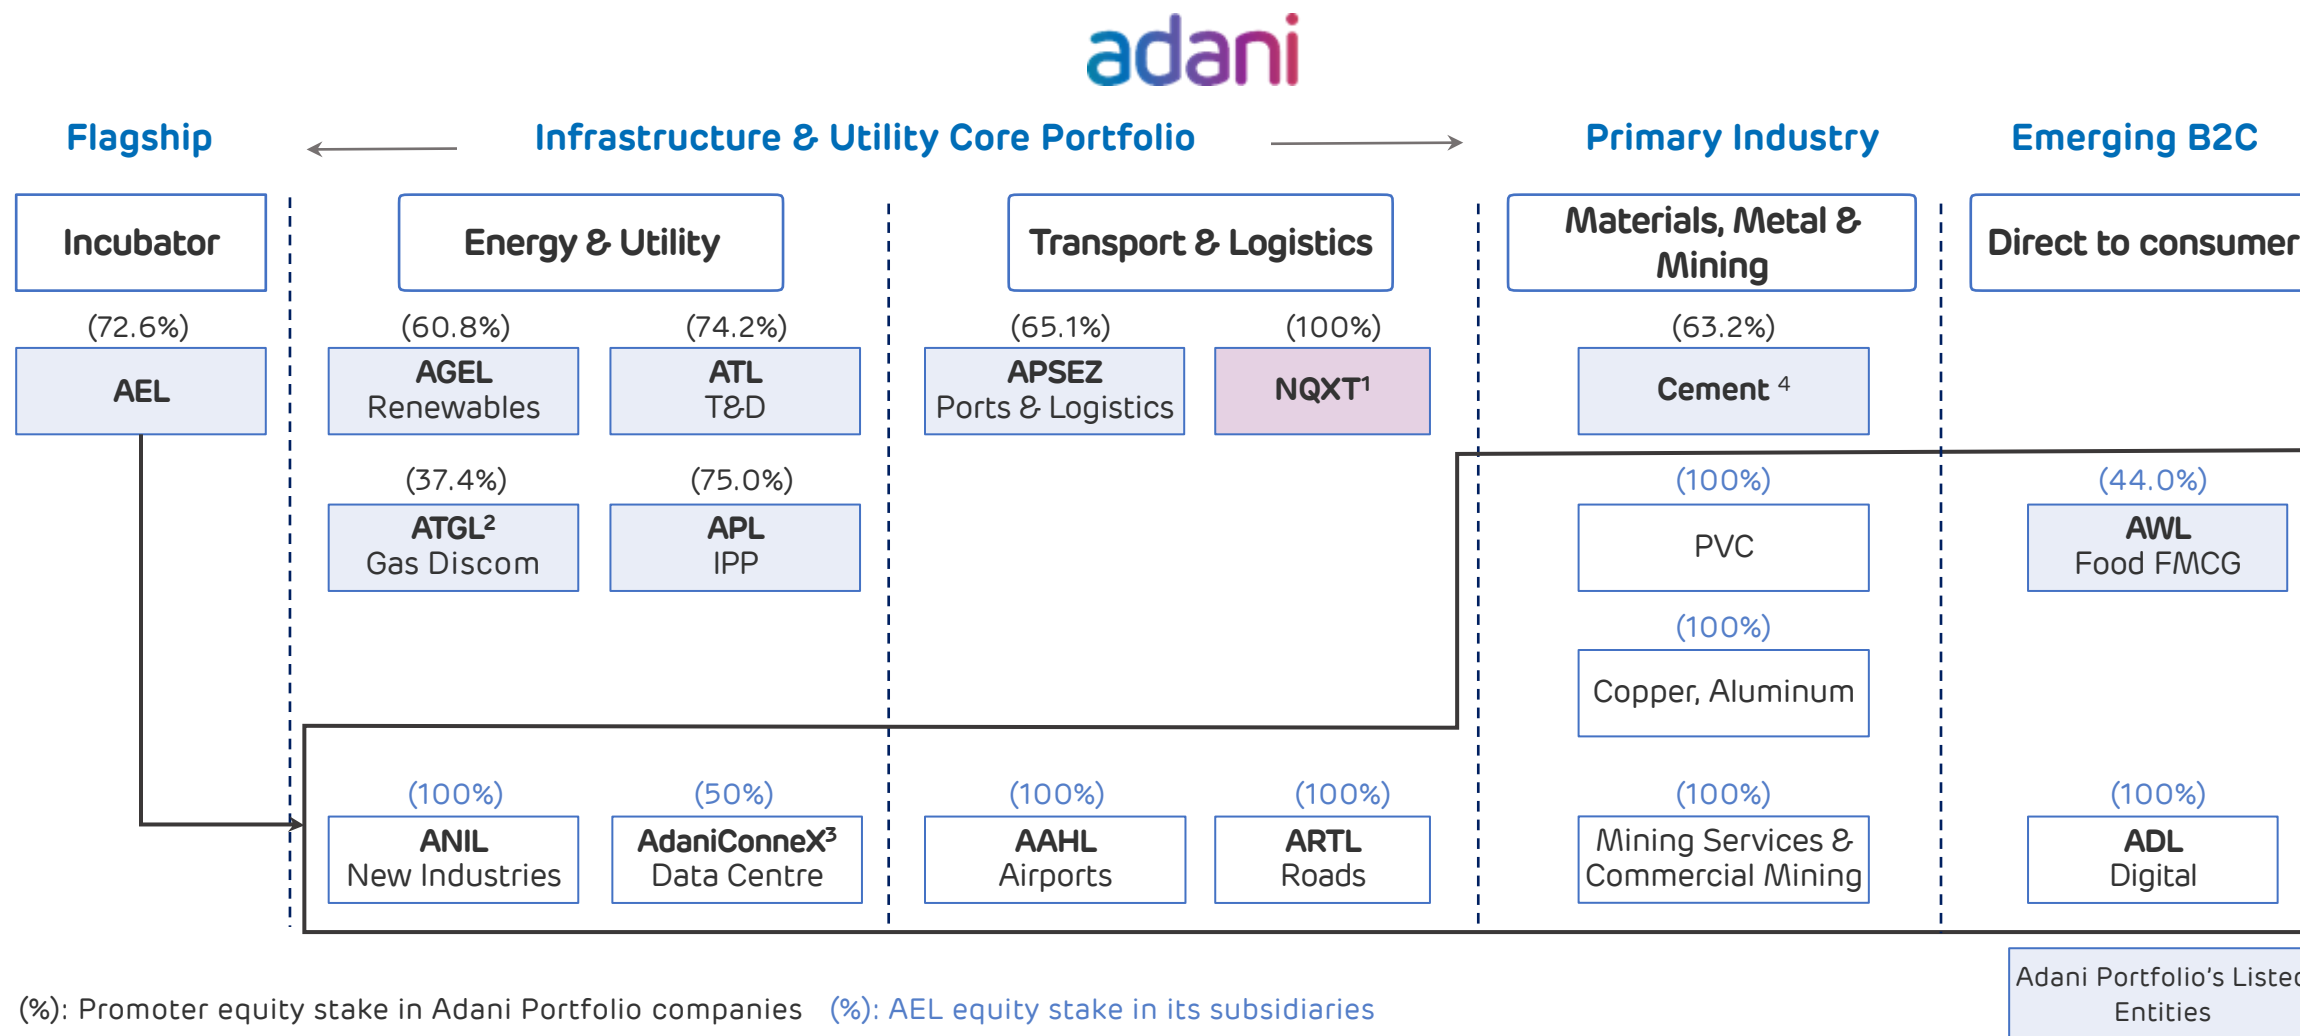 adani
Flagship
Infrastructure & Utility Core Portfolio
Primary Industry
Emerging B2C
Incubator
Energy & Utility
Transport & Logistics
Materials, Metal &
Mining
Direct to consumer
(72.6%)
(60.8%)
(74.2%)
(65.1%)
(100%)
(63.2%)
AEL
AGEL
Renewables
ATL
T&D
APSEZ
Ports & Logistics
NQXT¹
Cement ⁴
(37.4%)
(75.0%)
(100%)
(44.0%)
ATGL²
Gas Discom
APL
IPP
PVC
AWL
Food FMCG
(100%)
Copper, Aluminum
(100%)
(50%)
(100%)
(100%)
(100%)
(100%)
ANIL
New Industries
AdaniConneX³
Data Centre
AAHL
Airports
ARTL
Roads
Mining Services &
Commercial Mining
ADL
Digital
(%): Promoter equity stake in Adani Portfolio companies
(%): AEL equity stake in its subsidiaries
Adani Portfolio's Listed
Entities